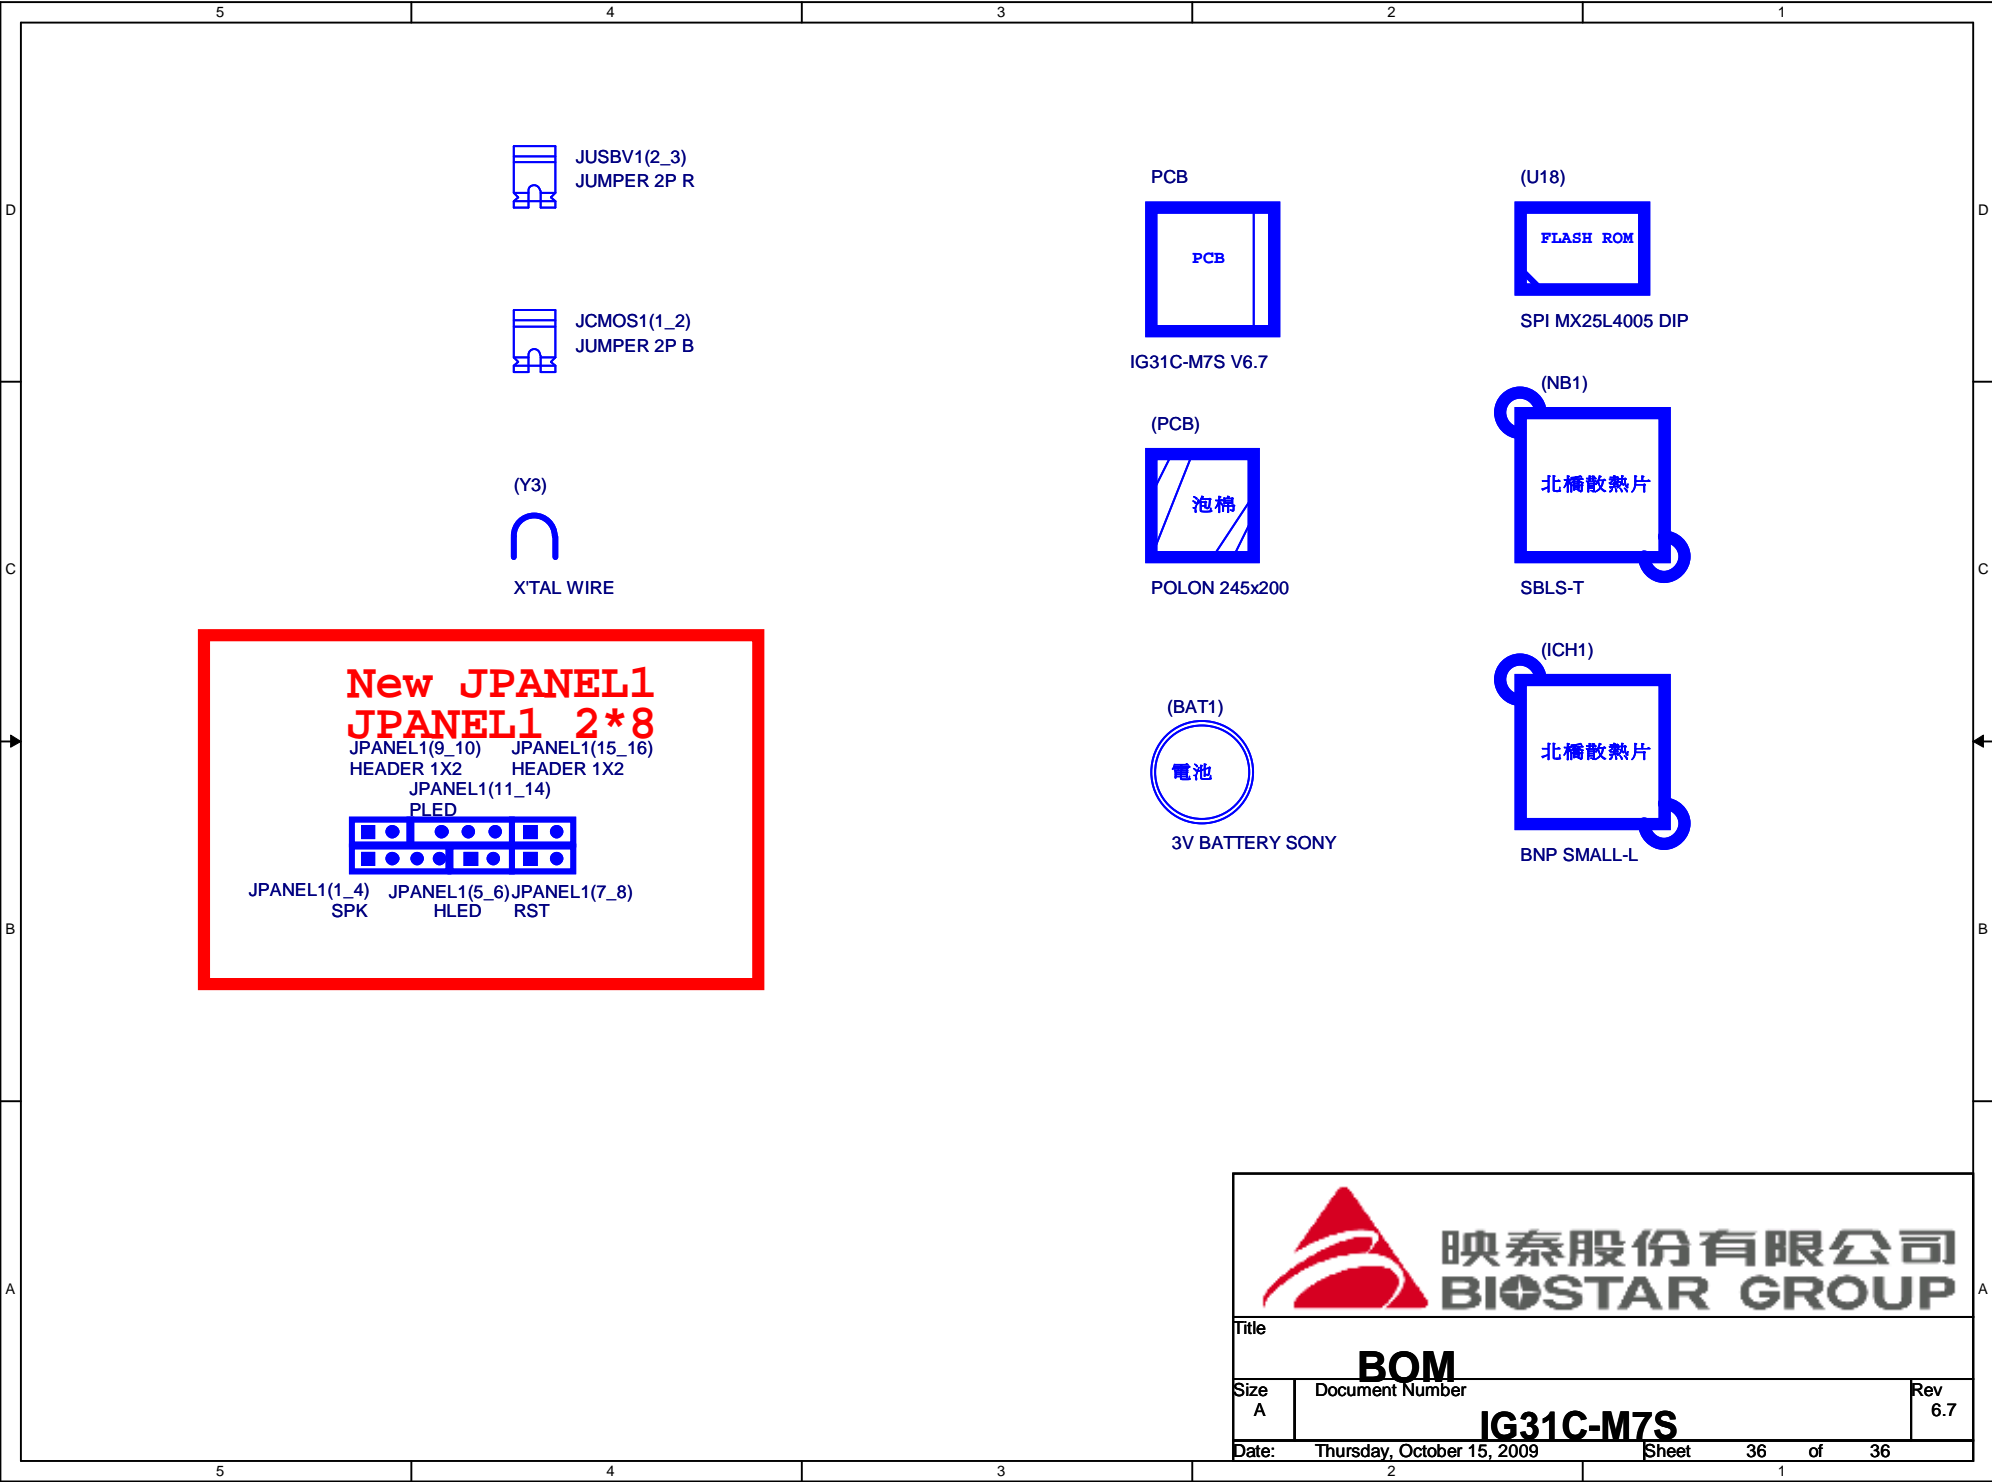 5 4 3 2 1
JUSBV1(2_3)
JUMPER 2P R
PCB
(U18)
D
D
FLASH ROM
PCB
JCMOS1(1_2)
JUMPER 2P B
SPI MX25L4005 DIP
IG31C-M7S V6.7
(NB1)
(PCB)
北橋散熱片
(Y3)
泡棉
C
C
X'TAL WIRE
POLON 245x200
SBLS-T
(ICH1)
New JPANEL1
JPANEL1 2*8
(BAT1)
JPANEL1(9_10)
HEADER 1X2
JPANEL1(15_16)
HEADER 1X2
北橋散熱片
電池
JPANEL1(11_14)
PLED
3V BATTERY SONY
BNP SMALL-L
JPANEL1(1_4)
SPK
JPANEL1(5_6)
HLED
JPANEL1(7_8)
RST
B
B
映泰股份有限公司
BIOSTAR GROUP
A
A
Title
BOM
Size
A
Document Number
IG31C-M7S
Rev
6.7
Date: Thursday, October 15, 2009
Sheet 36 of 36
5 4 3 2 1